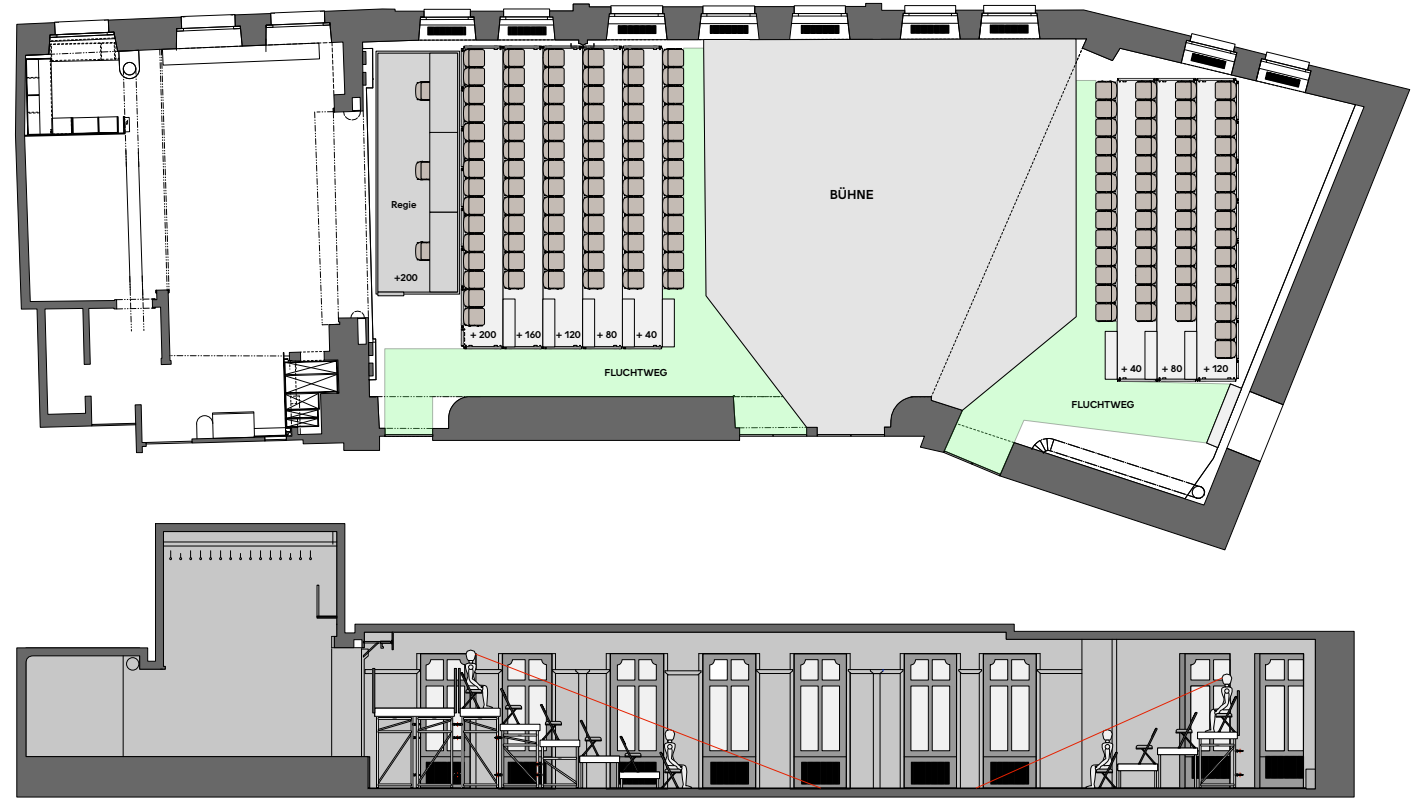 BÜHNE
Regie
+200
+ 200
+ 160
+ 120
+ 80
+ 40
FLUCHTWEG
+ 40
+ 80
+ 120
FLUCHTWEG